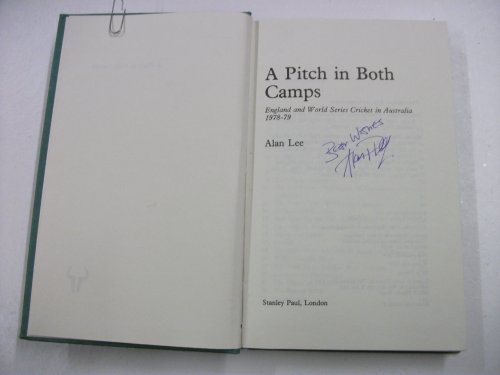 A Pitch in Both
Camps
England and World Series Cricket in Australia
1978-79
Alan Lee
Best Wishes
Stanley Paul, London